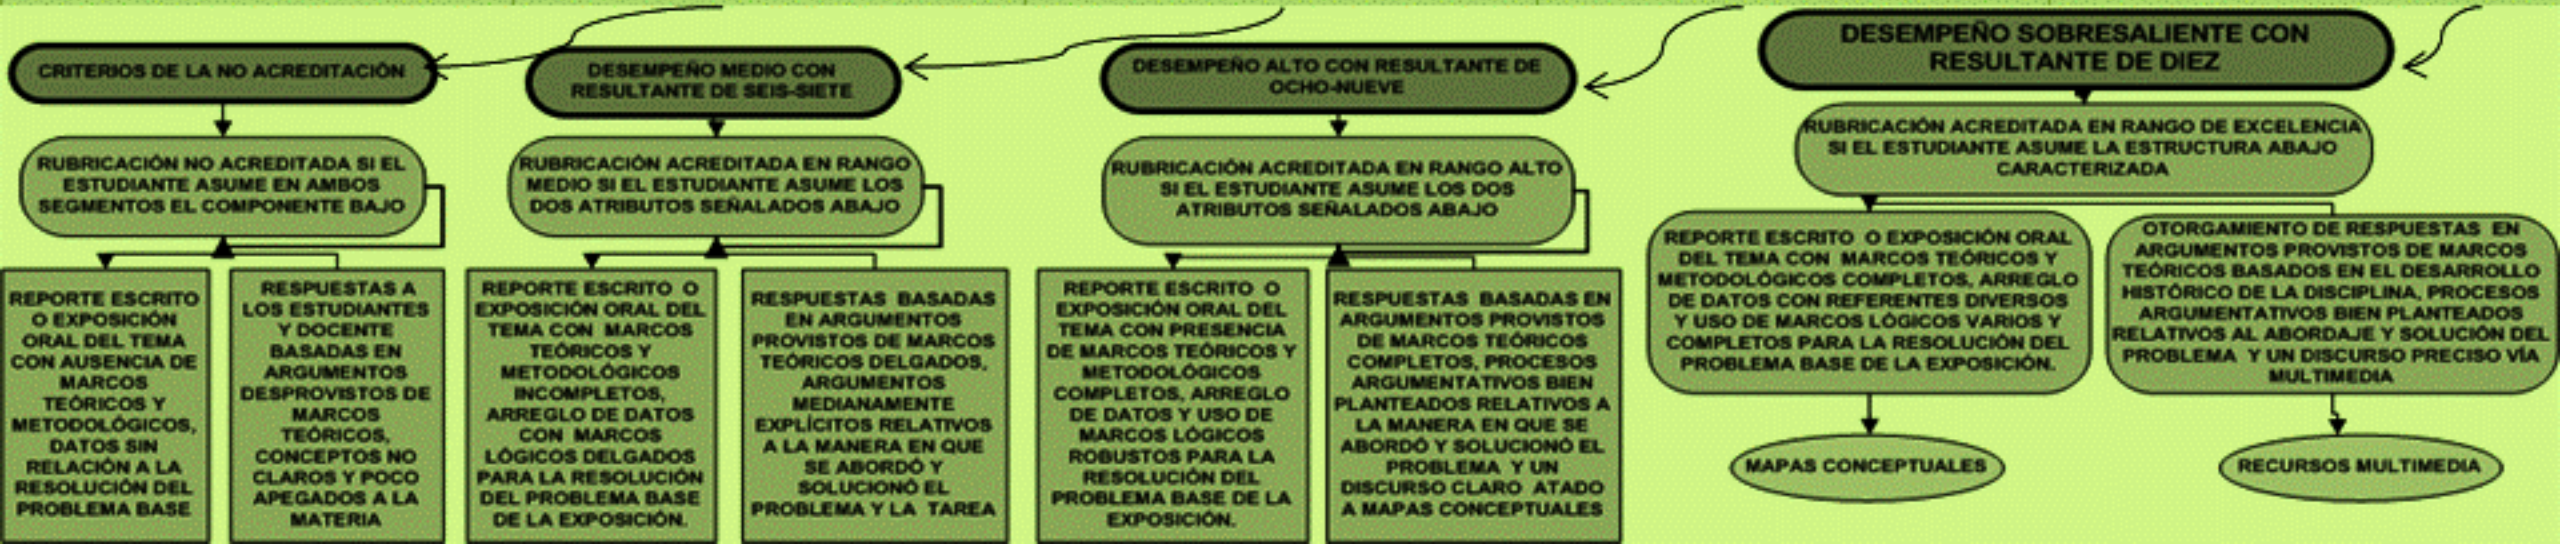 CRITERIOS DE LA NO ACREDITACIÓN
RUBRICACIÓN NO ACREDITADA SI EL
ESTUDIANTE ASUME EN AMBOS
SEGMENTOS EL COMPONENTE BAJO
REPORTE ESCRITO
O EXPOSICIÓN
ORAL DEL TEMA
CON AUSENCIA DE
MARCOS
TEÓRICOS Y
METODOLÓGICOS,
DATOS SIN
RELACIÓN A LA
RESOLUCIÓN DEL
PROBLEMA BASE
RESPUESTAS A
LOS ESTUDIANTES
Y DOCENTE
BASADAS EN
ARGUMENTOS
DESPROVISTOS DE
MARCOS
TEÓRICOS,
CONCEPTOS NO
CLAROS Y POCO
APEGADOS A LA
MATERIA
DESEMPEÑO MEDIO CON
RESULTANTE DE SEIS-SIETE
RUBRICACIÓN ACREDITADA EN RANGO
MEDIO SI EL ESTUDIANTE ASUME LOS
DOS ATRIBUTOS SEÑALADOS ABAJO
REPORTE ESCRITO O
EXPOSICIÓN ORAL DEL
TEMA CON MARCOS
TEÓRICOS Y
METODOLÓGICOS
INCOMPLETOS,
ARREGLO DE DATOS
CON MARCOS
LÓGICOS DELGADOS
PARA LA RESOLUCIÓN
DEL PROBLEMA BASE
DE LA EXPOSICIÓN.
RESPUESTAS BASADAS
EN ARGUMENTOS
PROVISTOS DE MARCOS
TEÓRICOS DELGADOS,
ARGUMENTOS
MEDIANAMENTE
EXPLÍCITOS RELATIVOS
A LA MANERA EN QUE
SE ABORDÓ Y
SOLUCIONÓ EL
PROBLEMA Y LA TAREA
DESEMPEÑO ALTO CON RESULTANTE DE
OCHO-NUEVE
RUBRICACIÓN ACREDITADA EN RANGO ALTO
SI EL ESTUDIANTE ASUME LOS DOS
ATRIBUTOS SEÑALADOS ABAJO
REPORTE ESCRITO O
EXPOSICIÓN ORAL DEL
TEMA CON PRESENCIA
DE MARCOS TEÓRICOS Y
METODOLÓGICOS
COMPLETOS, ARREGLO
DE DATOS Y USO DE
MARCOS LÓGICOS
ROBUSTOS PARA LA
RESOLUCIÓN DEL
PROBLEMA BASE DE LA
EXPOSICIÓN.
RESPUESTAS BASADAS EN
ARGUMENTOS PROVISTOS
DE MARCOS TEÓRICOS
COMPLETOS, PROCESOS
ARGUMENTATIVOS BIEN
PLANTEADOS RELATIVOS A
LA MANERA EN QUE SE
ABORDÓ Y SOLUCIONÓ EL
PROBLEMA Y UN
DISCURSO CLARO ATADO
A MAPAS CONCEPTUALES
DESEMPEÑO SOBRESALIENTE CON
RESULTANTE DE DIEZ
RUBRICACIÓN ACREDITADA EN RANGO DE EXCELENCIA
SI EL ESTUDIANTE ASUME LA ESTRUCTURA ABAJO
CARACTERIZADA
REPORTE ESCRITO O EXPOSICIÓN ORAL
DEL TEMA CON MARCOS TEÓRICOS Y
METODOLÓGICOS COMPLETOS, ARREGLO
DE DATOS CON REFERENTES DIVERSOS
Y USO DE MARCOS LÓGICOS VARIOS Y
COMPLETOS PARA LA RESOLUCIÓN DEL
PROBLEMA BASE DE LA EXPOSICIÓN.
OTORGAMIENTO DE RESPUESTAS EN
ARGUMENTOS PROVISTOS DE MARCOS
TEÓRICOS BASADOS EN EL DESARROLLO
HISTÓRICO DE LA DISCIPLINA, PROCESOS
ARGUMENTATIVOS BIEN PLANTEADOS
RELATIVOS AL ABORDAJE Y SOLUCIÓN DEL
PROBLEMA Y UN DISCURSO PRECISO VÍA
MULTIMEDIA
MAPAS CONCEPTUALES
RECURSOS MULTIMEDIA